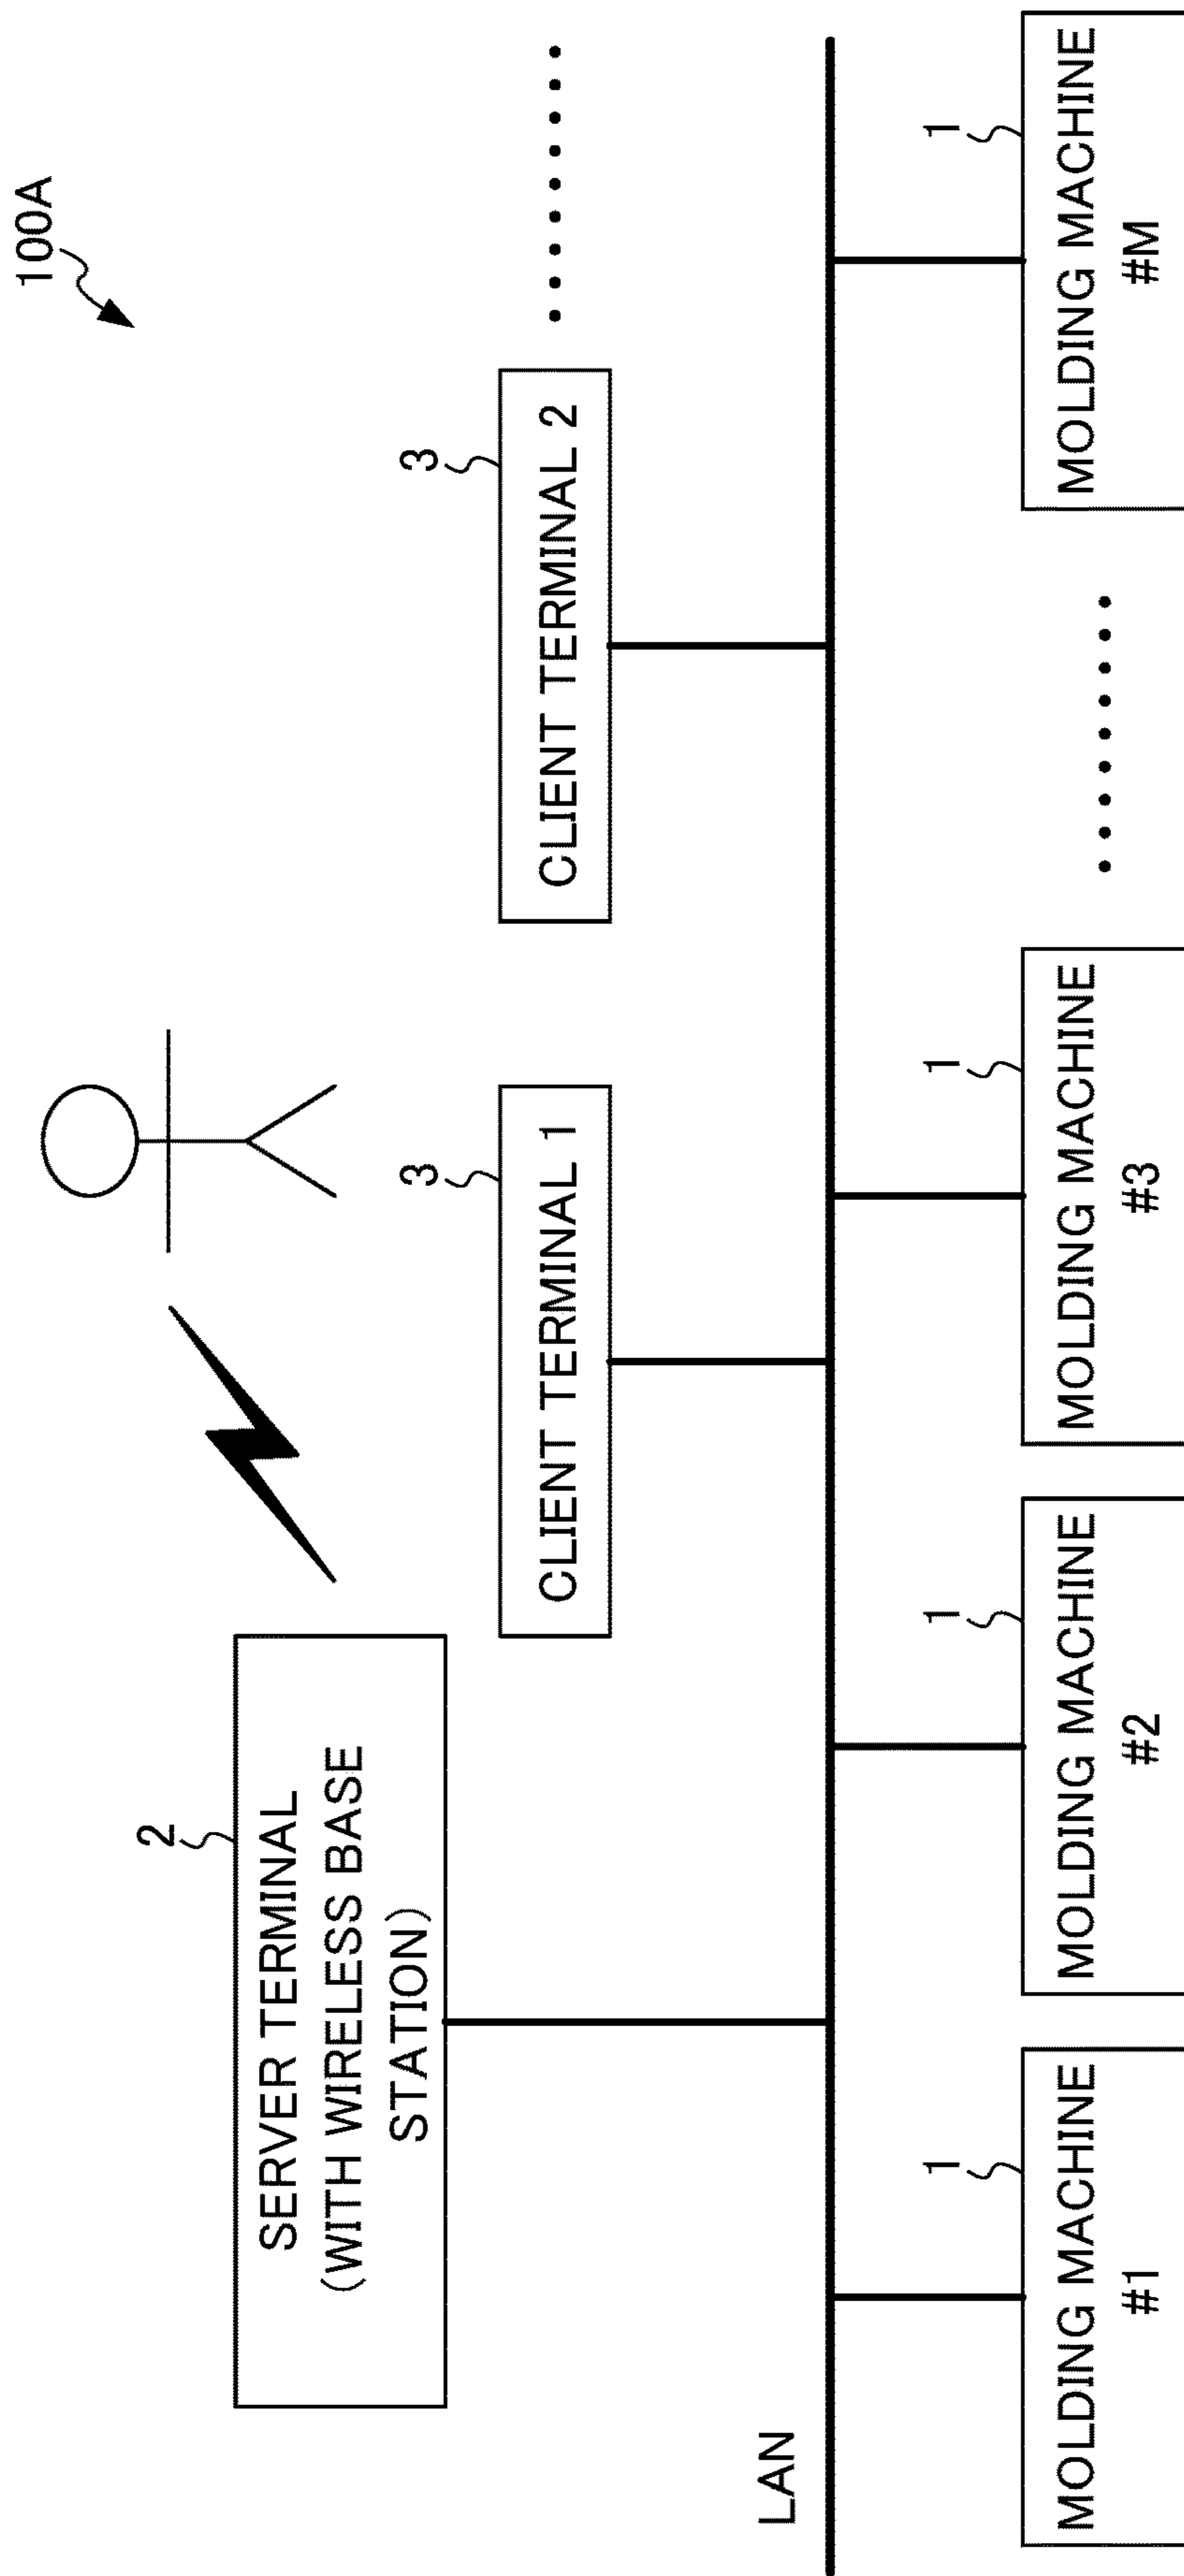 100A
2
SERVER TERMINAL
(WITH WIRELESS BASE
STATION)
3
CLIENT TERMINAL 1
3
CLIENT TERMINAL 2
LAN
1
MOLDING MACHINE
#1
1
MOLDING MACHINE
#2
1
MOLDING MACHINE
#3
1
MOLDING MACHINE
#M